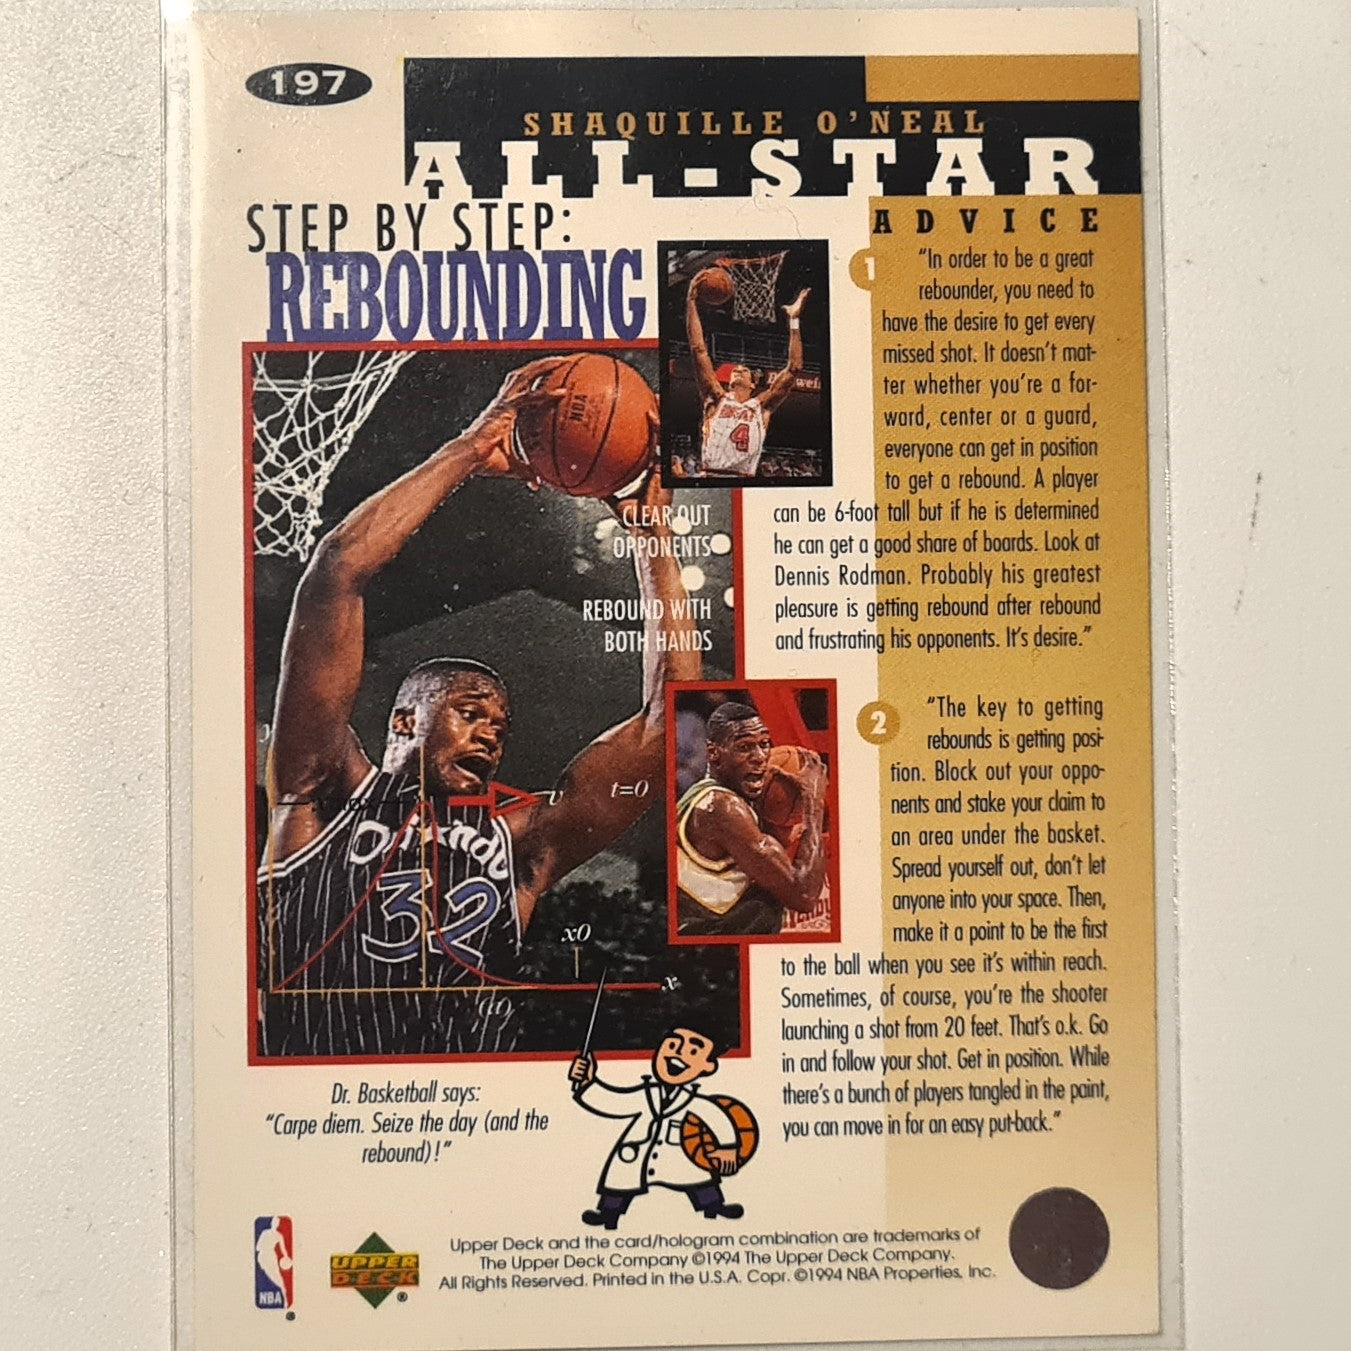 197
SHAQUILLE O'NEAL
ALL-STAR
ADVICE
STEP BY STEP:
REBOUNDING
1
"In order to be a great
rebounder, you need to
have the desire to get every
missed shot. It doesn't mat-
ter whether you're a for-
ward, center or a guard,
everyone can get in position
to get a rebound. A player
can be 6-foot tall but if he is determined
he can get a good share of boards. Look at
Dennis Rodman. Probably his greatest
pleasure is getting rebound after rebound
and frustrating his opponents. It's desire."
HEAT
4
NBA
CLEAR OUT
OPPONENTS
REBOUND WITH
BOTH HANDS
2
"The key to getting
rebounds is getting posi-
tion. Block out your oppo-
nents and stake your claim to
an area under the basket.
Spread yourself out, don't let
anyone into your space. Then,
make it a point to be the first
to the ball when you see it's within reach.
Sometimes, of course, you're the shooter
launching a shot from 20 feet. That's o.k. Go
in and follow your shot. Get in position. While
there's a bunch of players tangled in the paint,
you can move in for an easy put-back."
y
v
t=0
Orlando
32
x0
x
(a)
Dr. Basketball says:
"Carpe diem. Seize the day (and the
rebound)!"
NBA
®
UPPER
DECK
®
Upper Deck and the card/hologram combination are trademarks of
The Upper Deck Company ©1994 The Upper Deck Company.
All Rights Reserved. Printed in the U.S.A. Copr. ©1994 NBA Properties, Inc.